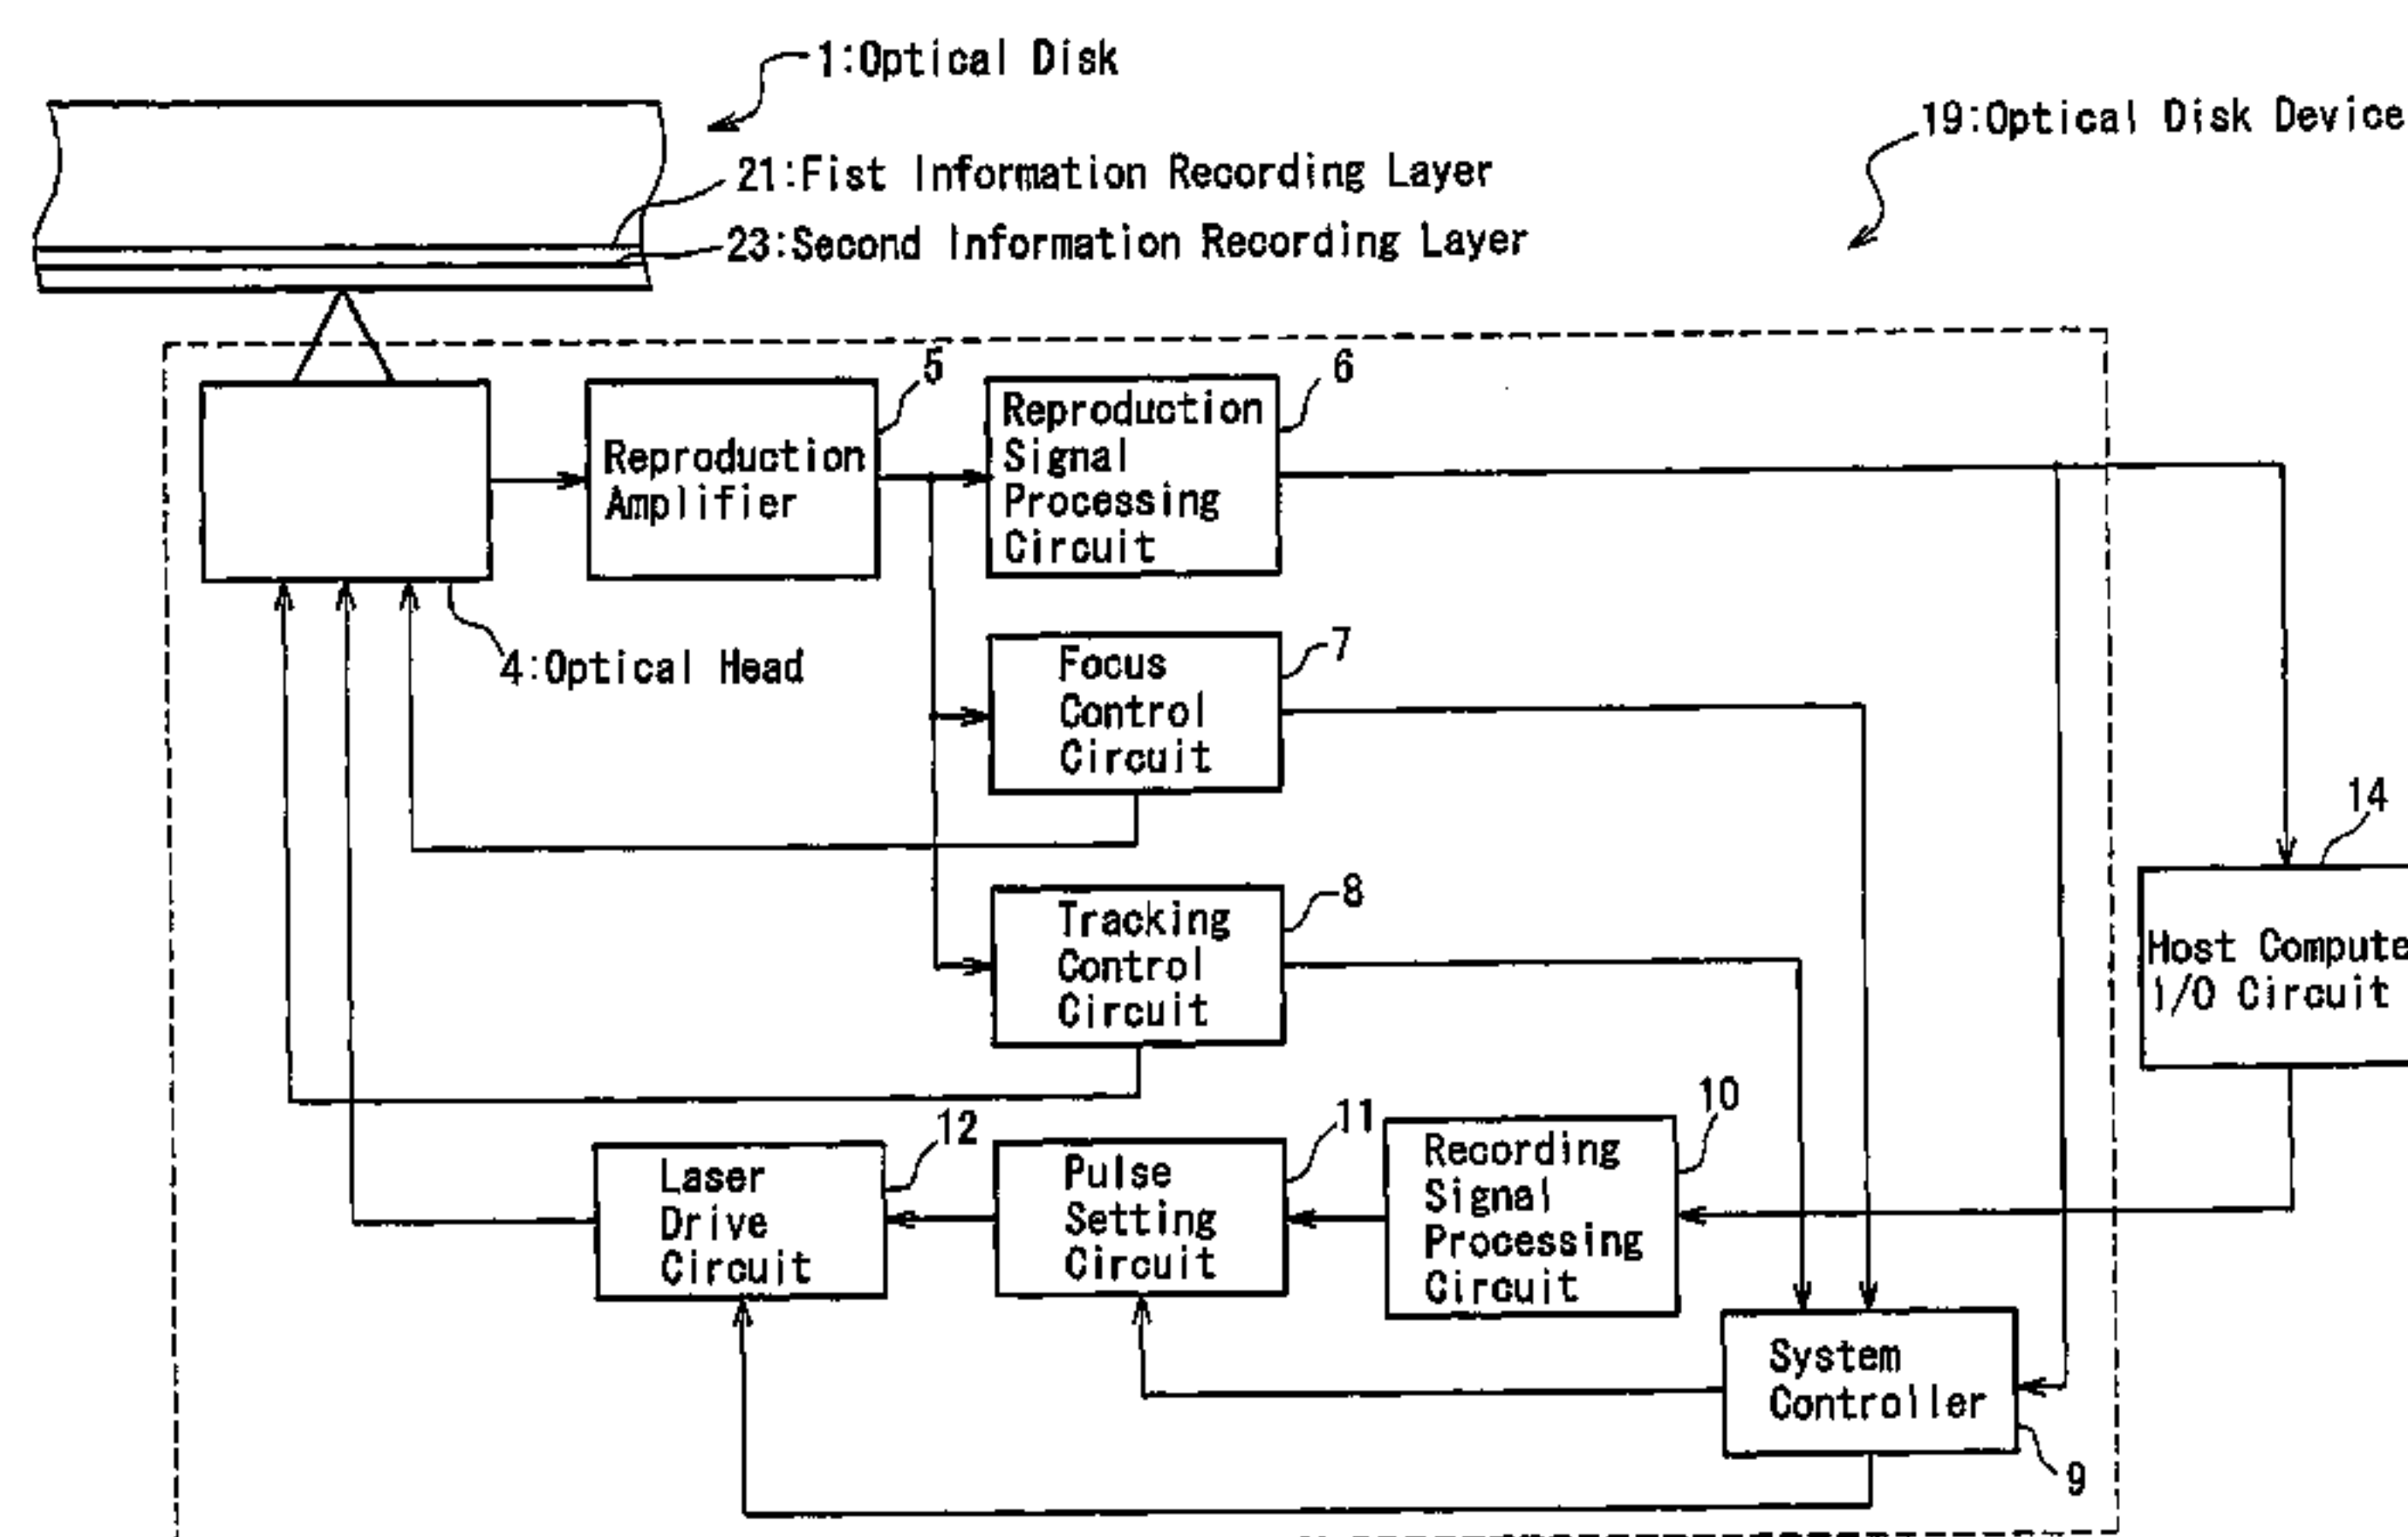 1:Optical Disk
19:Optical Disk Device
21:Fist Information Recording Layer
23:Second Information Recording Layer
5
6
Reproduction
Amplifier
Reproduction
Signal
Processing
Circuit
4:Optical Head
7
Focus
Control
Circuit
14
Host Compute
I/O Circuit
8
Tracking
Control
Circuit
12
Laser
Drive
Circuit
11
Pulse
Setting
Circuit
10
Recording
Signal
Processing
Circuit
System
Controller
9